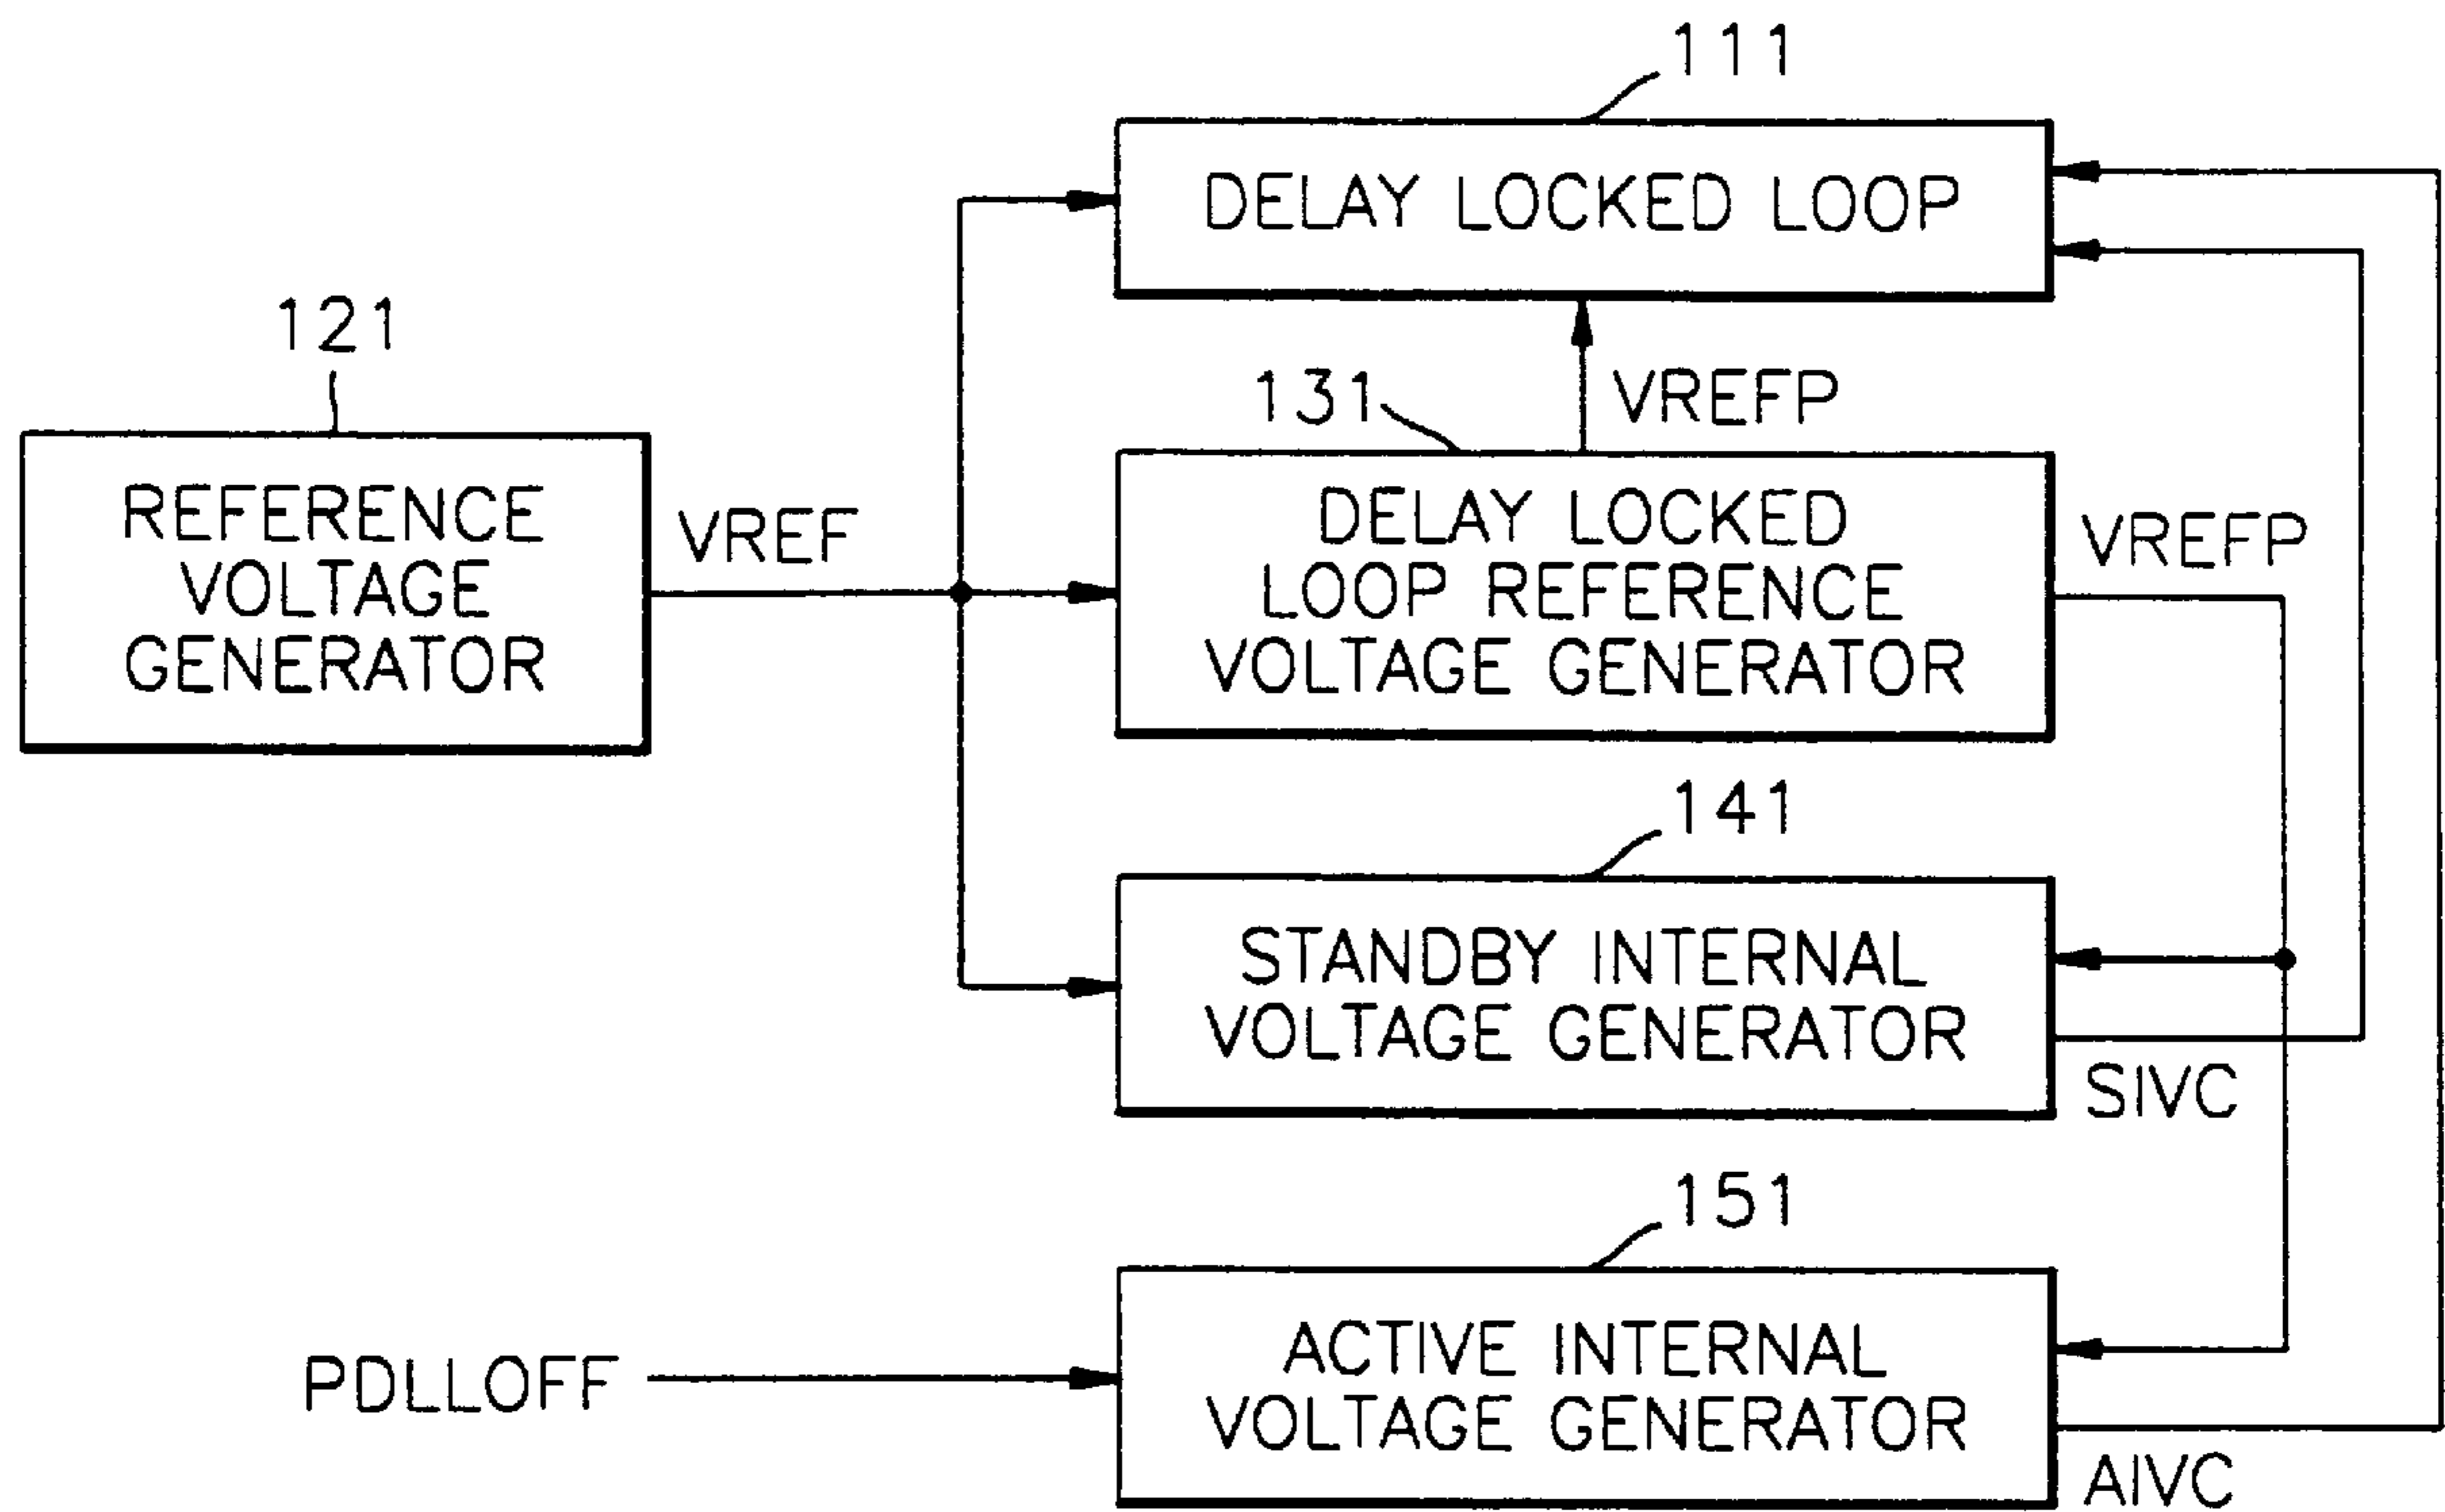 111
DELAY LOCKED LOOP
121
131
VREFP
REFERENCE
VOLTAGE
GENERATOR
VREF
DELAY LOCKED
LOOP REFERENCE
VOLTAGE GENERATOR
VREFP
141
STANDBY INTERNAL
VOLTAGE GENERATOR
SIVC
151
PDLLOFF
ACTIVE INTERNAL
VOLTAGE GENERATOR
AIVC